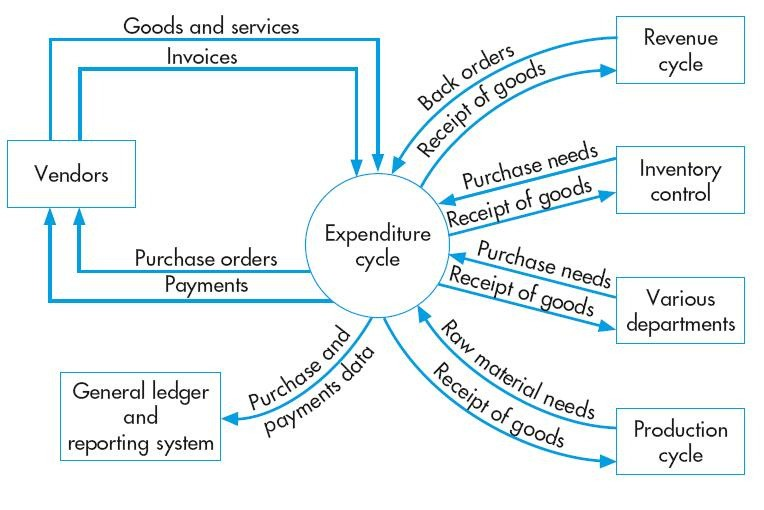 Goods and services
Invoices
Vendors
Purchase orders
Payments
Expenditure
cycle
Back orders
Receipt of goods
Revenue
cycle
Purchase needs
Receipt of goods
Inventory
control
Purchase needs
Receipt of goods
Various
departments
Raw material needs
Receipt of goods
Production
cycle
Purchase and
payments data
General ledger
and
reporting system